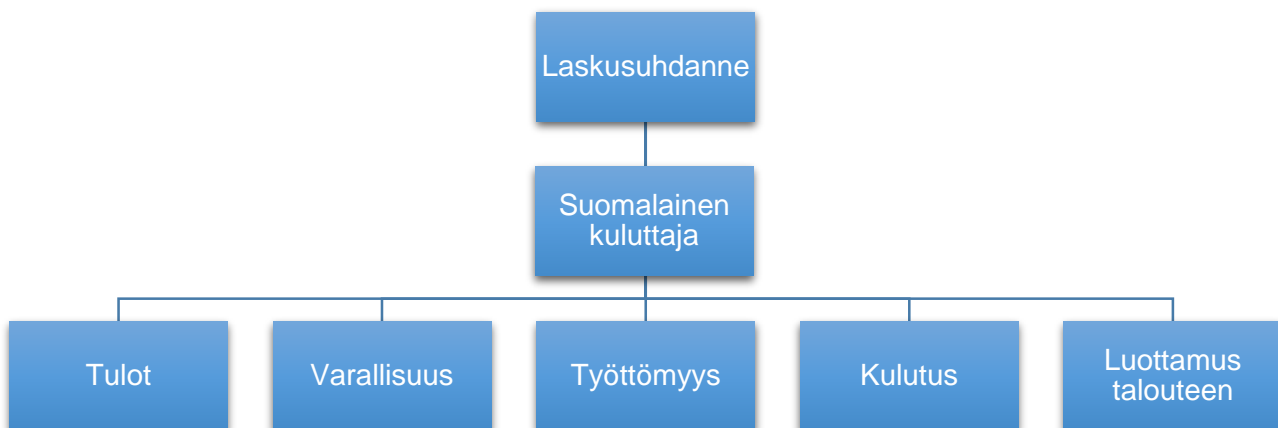 Laskusuhdanne
Suomalainen
kuluttaja
Tulot
Varallisuus
Työttömyys
Kulutus
Luottamus
talouteen